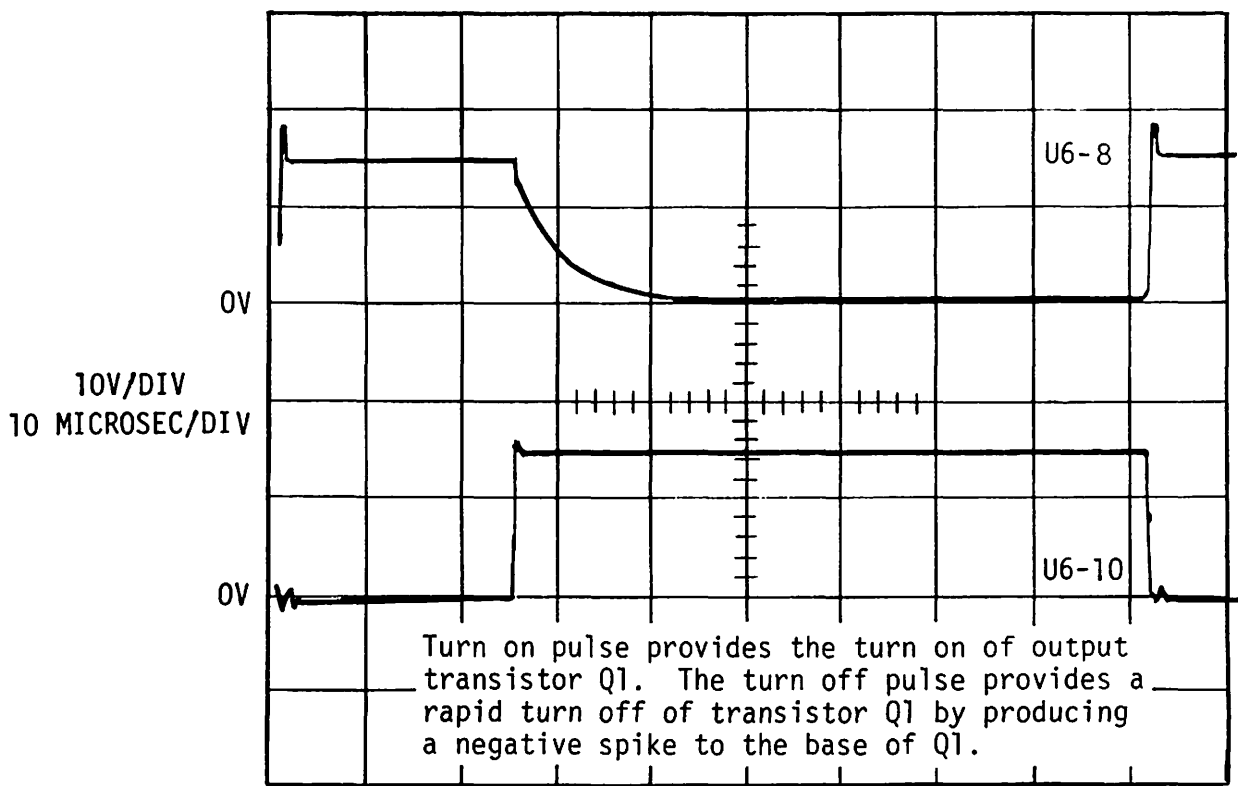 U6-8
0V
10V/DIV
10 MICROSEC/DIV
U6-10
0V
Turn on pulse provides the turn on of output
transistor Q1. The turn off pulse provides a
rapid turn off of transistor Q1 by producing
a negative spike to the base of Q1.